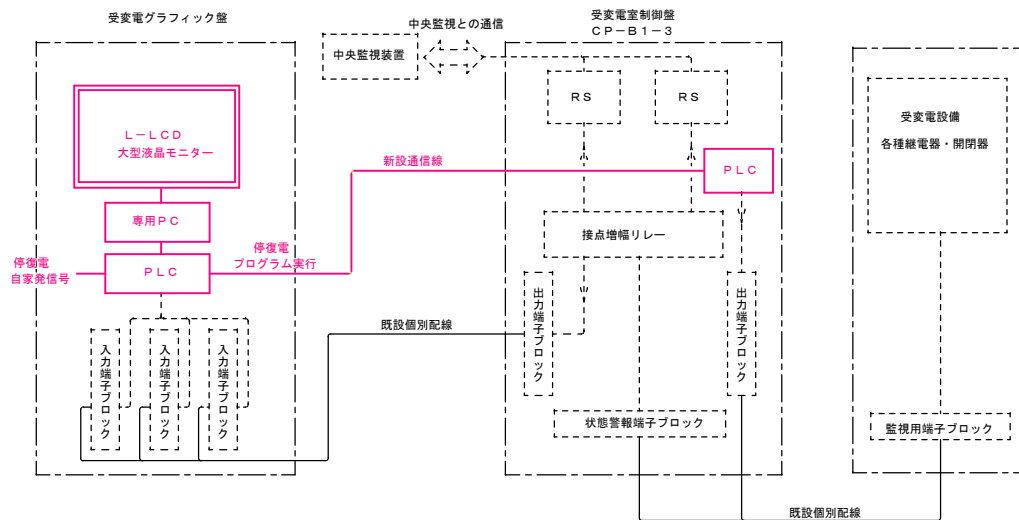 受変電グラフィック盤
中央監視との通信
受変電室制御盤
CP-B1-3
中央監視装置
RS
RS
受変電設備
各種継電器・開閉器
L-LCD
大型液晶モニター
新設通信線
PLC
専用PC
接点増幅リレー
停復電
自家発信号
PLC
停復電
プログラム実行
入力端子ブロック
入力端子ブロック
入力端子ブロック
既設個別配線
出力端子ブロック
出力端子ブロック
状態警報端子ブロック
監視用端子ブロック
既設個別配線